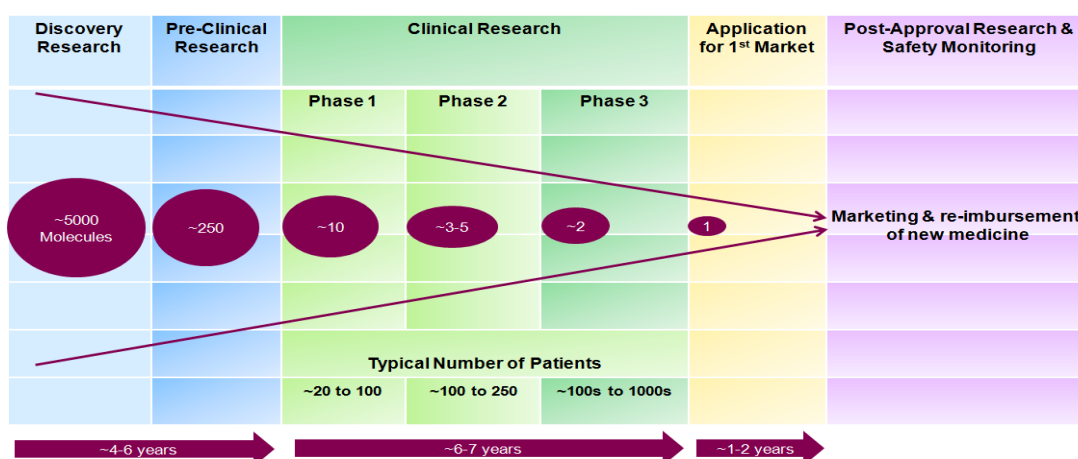 Discovery
Research
Pre-Clinical
Research
Clinical Research
Application
for 1st Market
Post-Approval Research &
Safety Monitoring
Phase 1
Phase 2
Phase 3
~5000
Molecules
~250
~10
~3-5
~2
1
Marketing & re-imbursement
of new medicine
Typical Number of Patients
~20 to 100
~100 to 250
~100s to 1000s
~4-6 years
~6-7 years
~1-2 years